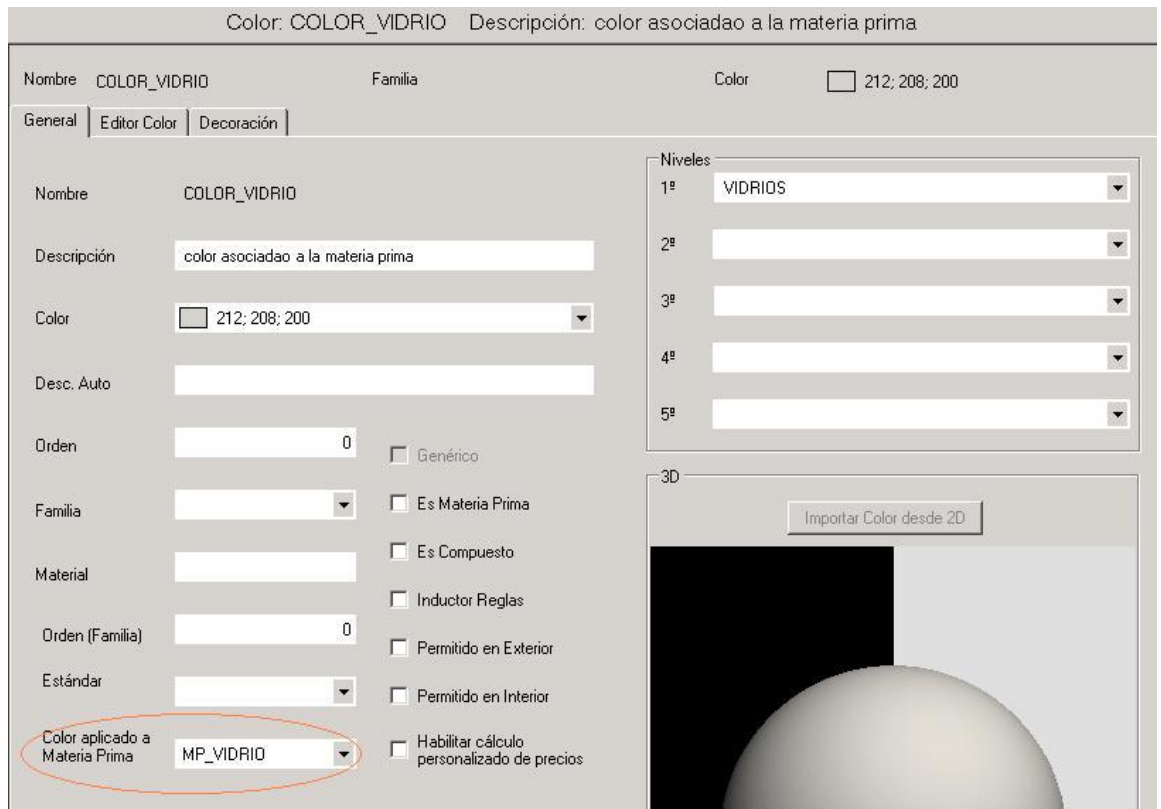 Color: COLOR_VIDRIO Descripción: color asociadao a la materia prima
Nombre COLOR_VIDRIO Familia Color 212; 208; 200
General Editor Color Decoración
Nombre COLOR_VIDRIO
Descripción color asociadao a la materia prima
Color 212; 208; 200
Desc. Auto
Orden 0
Familia
Material
Orden (Familia) 0
Estándar
Color aplicado a
Materia Prima MP_VIDRIO
Genérico
Es Materia Prima
Es Compuesto
Inductor Reglas
Permitido en Exterior
Permitido en Interior
Habilitar cálculo
personalizado de precios
Niveles
1º VIDRIOS
2º
3º
4º
5º
3D
Importar Color desde 2D